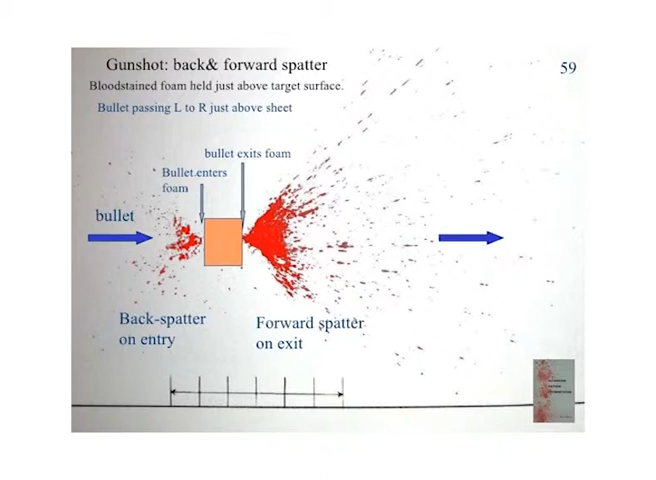 Gunshot: back& forward spatter
59
Bloodstained foam held just above target surface.
Bullet passing L to R just above sheet
bullet exits foam
Bullet enters
foam
bullet
Back-spatter
on entry
Forward spatter
on exit